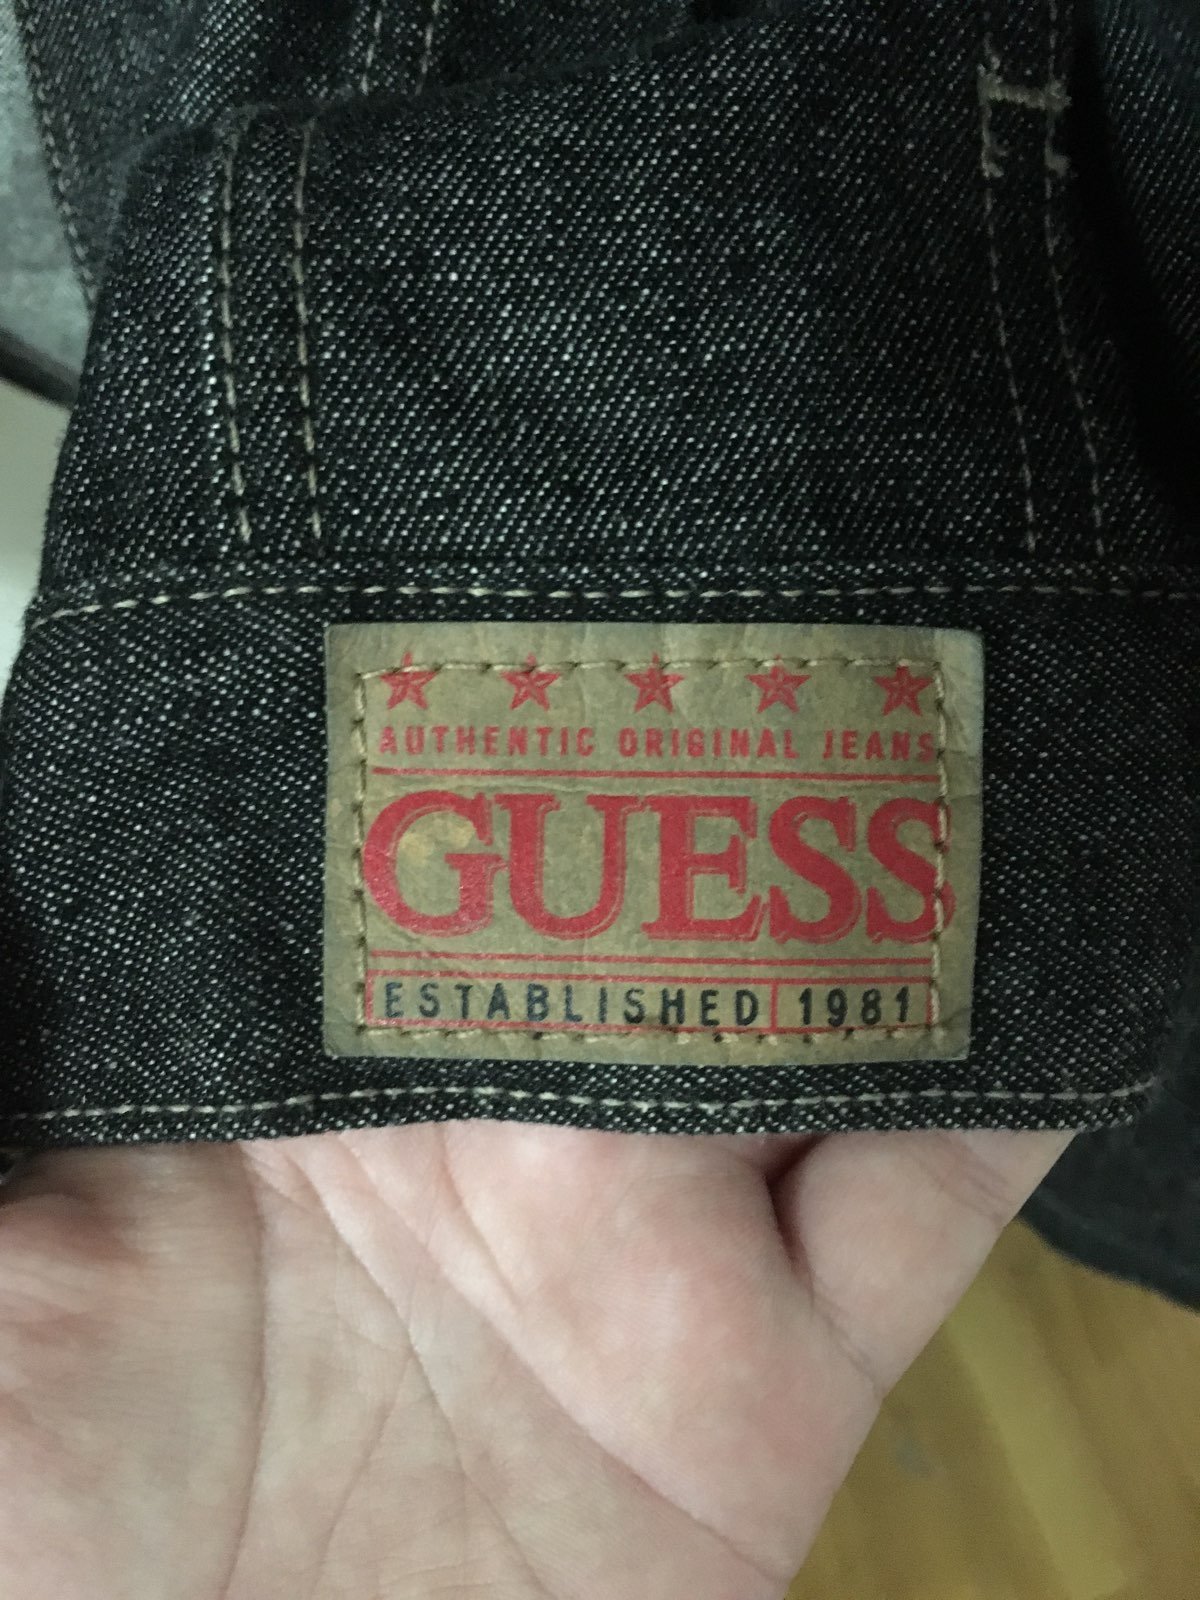 AUTHENTIC ORIGINAL JEANS
GUESS
ESTABLISHED 1981